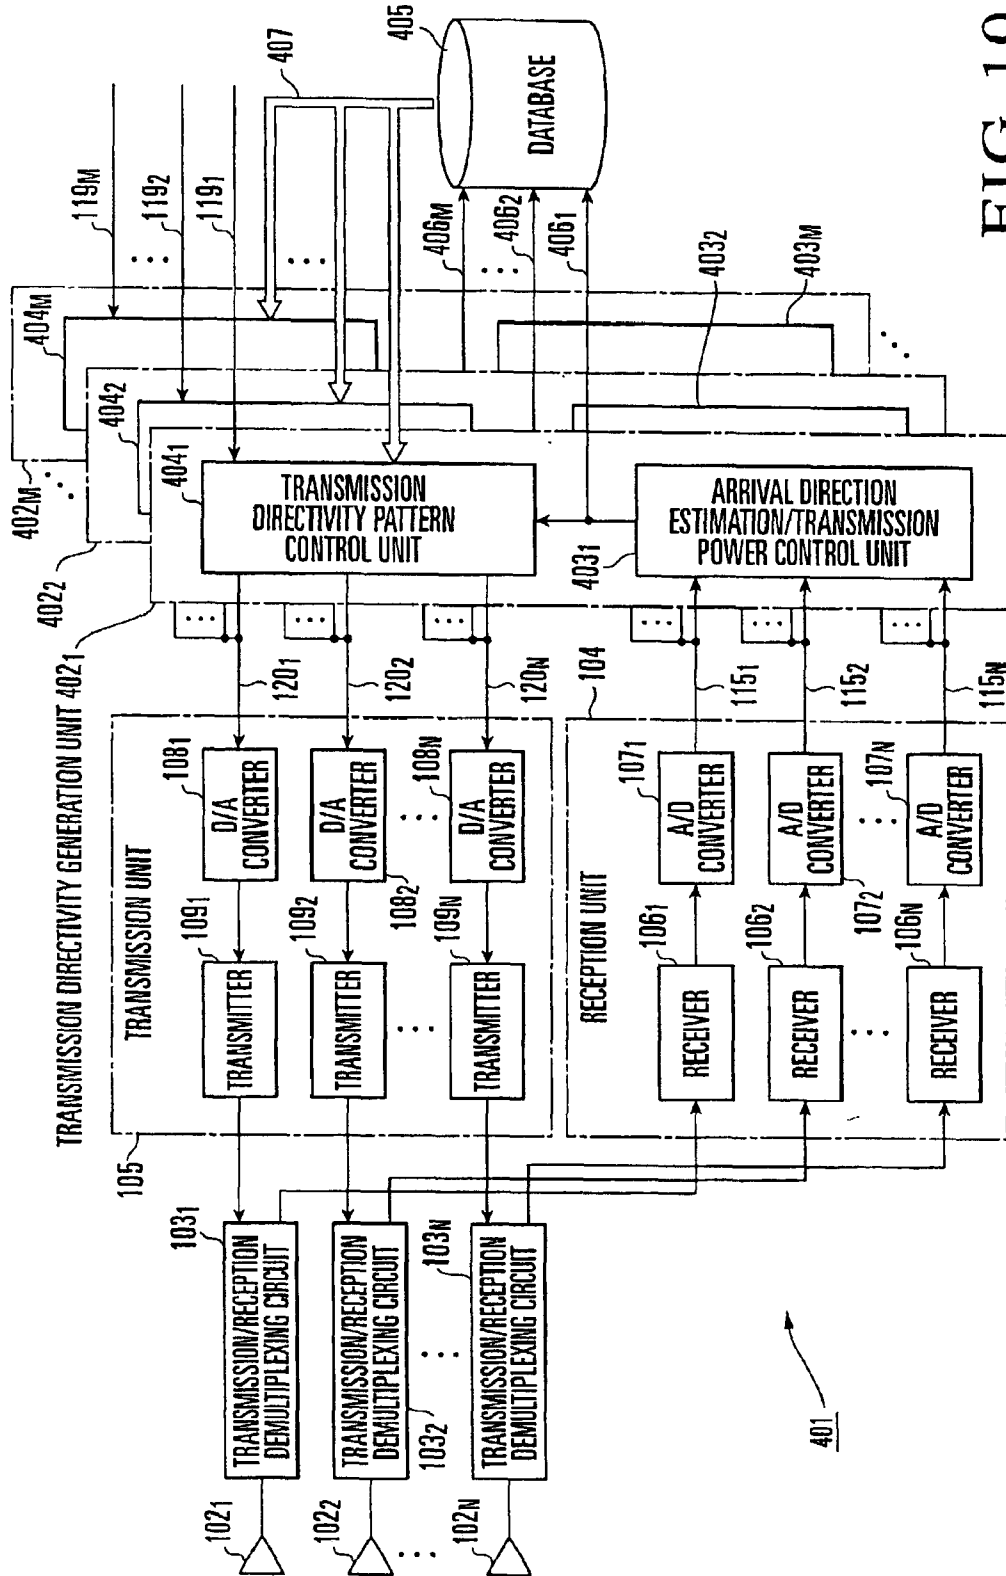 TRANSMISSION DIRECTIVITY GENERATION UNIT 402₁
402₂
402M
404M
404₂
404₁
119M
119₂
119₁
407
405
DATABASE
406M
406₂
406₁
403₂
403M
403₁
TRANSMISSION
DIRECTIVITY PATTERN
CONTROL UNIT
ARRIVAL DIRECTION
ESTIMATION/TRANSMISSION
POWER CONTROL UNIT
120₁
120₂
120N
115₁
115₂
115N
105
TRANSMISSION UNIT
108₁
D/A
CONVERTER
D/A
CONVERTER
108₂
108N
D/A
CONVERTER
109₁
TRANSMITTER
109₂
TRANSMITTER
109N
TRANSMITTER
104
RECEPTION UNIT
107₁
A/D
CONVERTER
A/D
CONVERTER
107₂
107N
A/D
CONVERTER
106₁
RECEIVER
106₂
RECEIVER
106N
RECEIVER
103₁
TRANSMISSION/RECEPTION
DEMULTIPLEXING CIRCUIT
TRANSMISSION/RECEPTION
DEMULTIPLEXING CIRCUIT
103₂
103N
TRANSMISSION/RECEPTION
DEMULTIPLEXING CIRCUIT
102₁
102₂
102N
401
FIG.